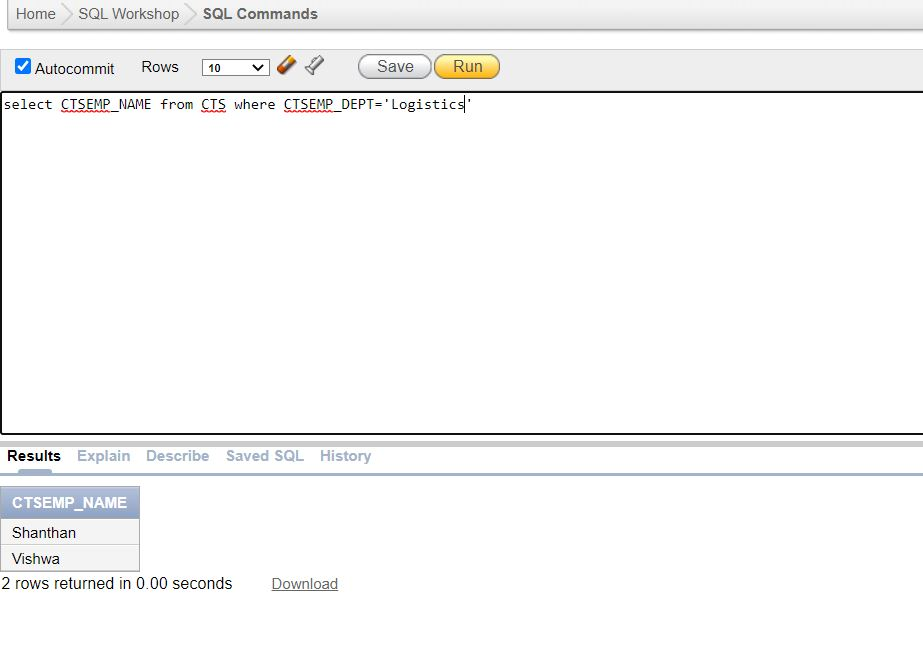 Home SQL Workshop SQL Commands
Autocommit Rows 10 Save Run
select CTSEMP_NAME from CTS where CTSEMP_DEPT='Logistics'
Results Explain Describe Saved SQL History
CTSEMP_NAME
Shanthan
Vishwa
2 rows returned in 0.00 seconds Download